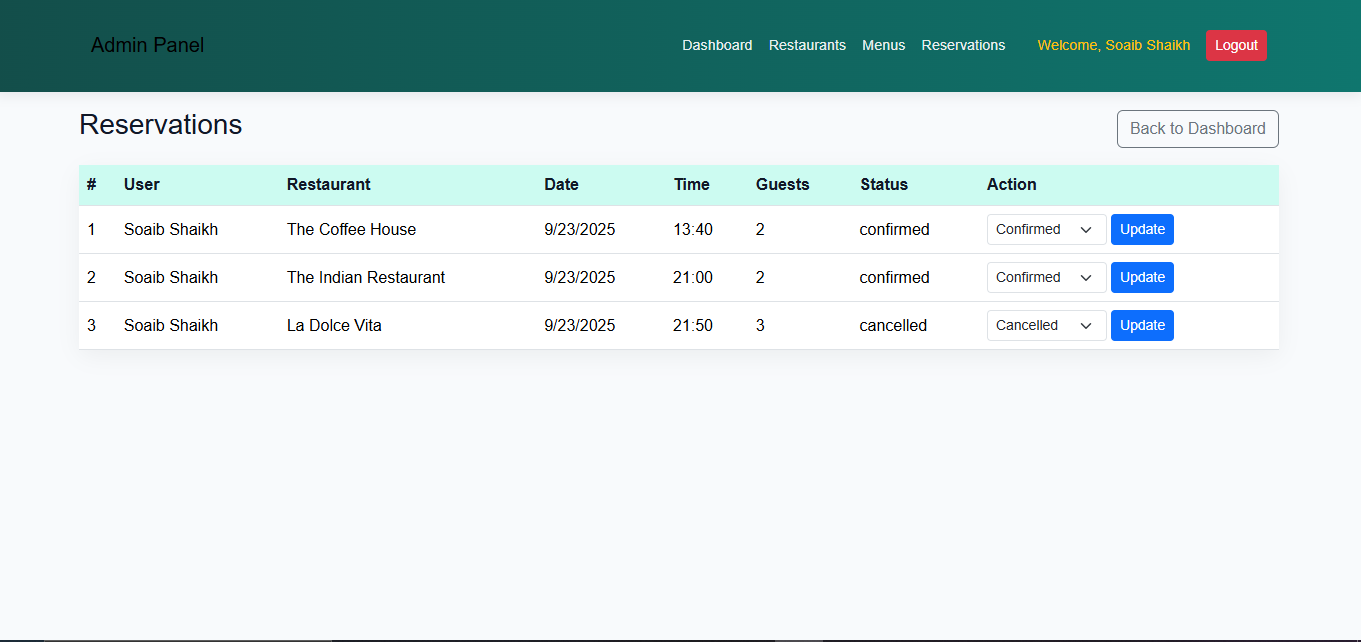 Admin Panel Dashboard Restaurants Menus Reservations Welcome, Soaib Shaikh Logout
Reservations Back to Dashboard
# User Restaurant Date Time Guests Status Action
1 Soaib Shaikh The Coffee House 9/23/2025 13:40 2 confirmed Confirmed Update
2 Soaib Shaikh The Indian Restaurant 9/23/2025 21:00 2 confirmed Confirmed Update
3 Soaib Shaikh La Dolce Vita 9/23/2025 21:50 3 cancelled Cancelled Update